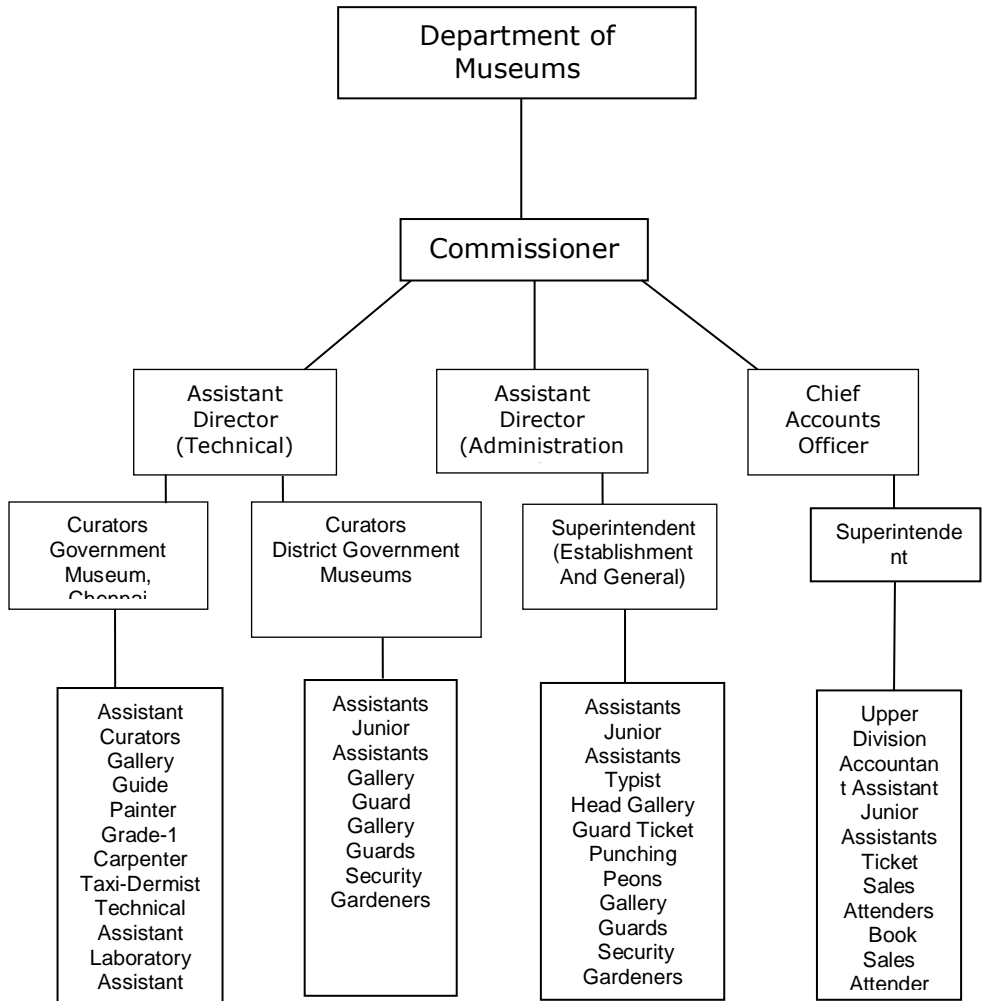 Department of
Museums
Commissioner
Assistant
Director
(Technical)
Assistant
Director
(Administration
Chief
Accounts
Officer
Curators
Government
Museum,
Chennai
Curators
District Government
Museums
Superintendent
(Establishment
And General)
Superintende
nt
Assistant
Curators
Gallery
Guide
Painter
Grade-1
Carpenter
Taxi-Dermist
Technical
Assistant
Laboratory
Assistant
Assistants
Junior
Assistants
Gallery
Guard
Gallery
Guards
Security
Gardeners
Assistants
Junior
Assistants
Typist
Head Gallery
Guard Ticket
Punching
Peons
Gallery
Guards
Security
Gardeners
Upper
Division
Accountan
t Assistant
Junior
Assistants
Ticket
Sales
Attenders
Book
Sales
Attender